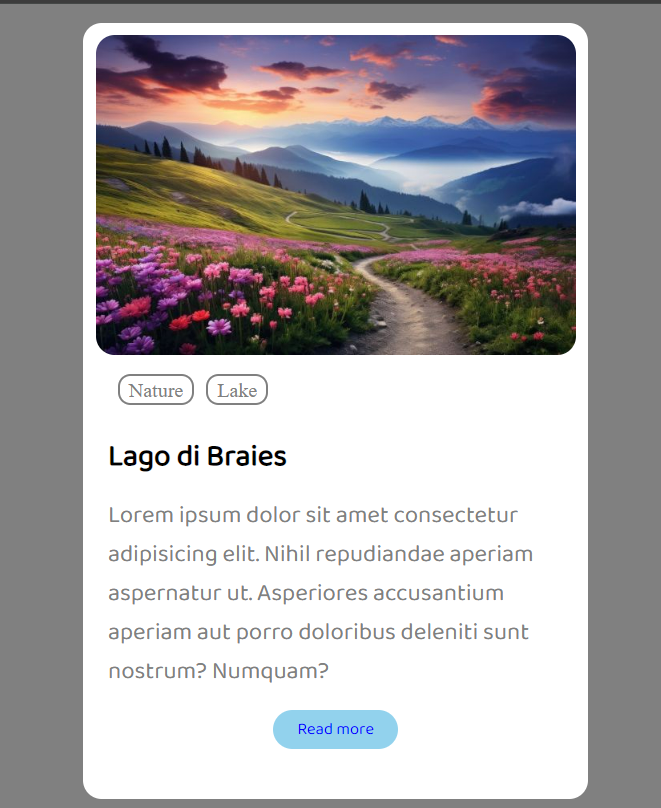 Nature Lake
Lago di Braies
Lorem ipsum dolor sit amet consectetur
adipisicing elit. Nihil repudiandae aperiam
aspernatur ut. Asperiores accusantium
aperiam aut porro doloribus deleniti sunt
nostrum? Numquam?
Read more